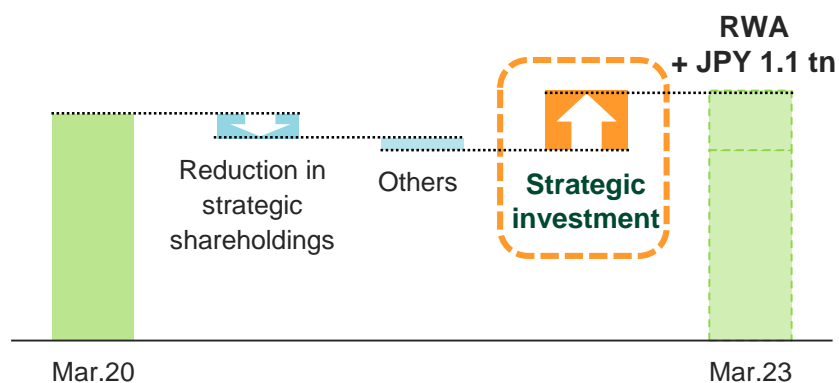 RWA
+ JPY 1.1 tn
Reduction in
strategic
shareholdings
Others
Strategic
investment
Mar.20
Mar.23